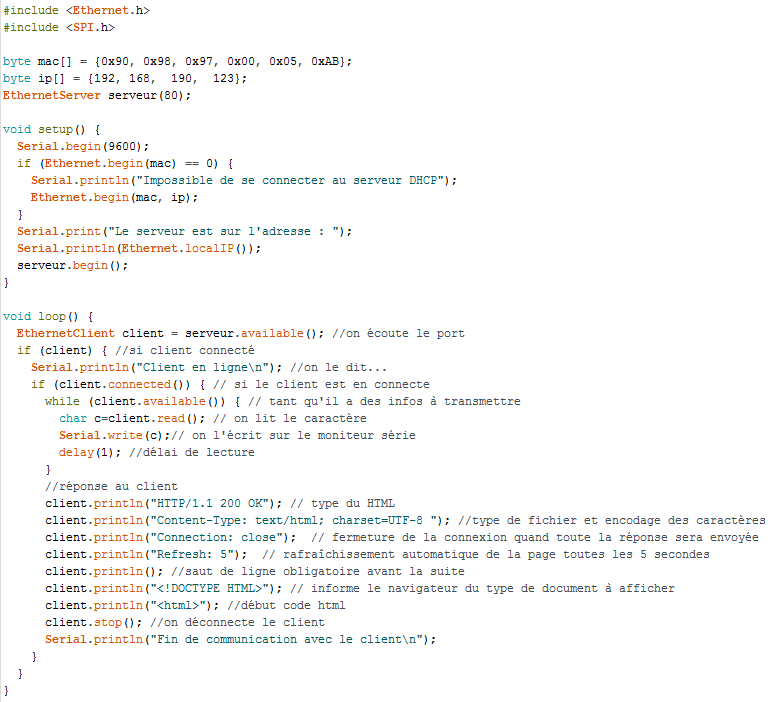 #include <Ethernet.h>
#include <SPI.h>

byte mac[] = {0x90, 0x98, 0x97, 0x00, 0x05, 0xAB};
byte ip[] = {192, 168,  190,  123};
EthernetServer serveur(80);

void setup() {
  Serial.begin(9600);
  if (Ethernet.begin(mac) == 0) {
    Serial.println("Impossible de se connecter au serveur DHCP");
    Ethernet.begin(mac, ip);
  }
  Serial.print("Le serveur est sur l'adresse : ");
  Serial.println(Ethernet.localIP());
  serveur.begin();
}

void loop() {
  EthernetClient client = serveur.available(); //on écoute le port
  if (client) { //si client connecté
    Serial.println("Client en ligne\n"); //on le dit...
    if (client.connected()) { // si le client est en connecte
      while (client.available()) { // tant qu'il a des infos à transmettre
        char c=client.read(); // on lit le caractère
        Serial.write(c);// on l'écrit sur le moniteur série
        delay(1); //délai de lecture
      }
      //réponse au client
      client.println("HTTP/1.1 200 OK"); // type du HTML
      client.println("Content-Type: text/html; charset=UTF-8 "); //type de fichier et encodage des caractères
      client.println("Connection: close");  // fermeture de la connexion quand toute la réponse sera envoyée
      client.println("Refresh: 5");  // rafraîchissement automatique de la page toutes les 5 secondes
      client.println(); //saut de ligne obligatoire avant la suite
      client.println("<!DOCTYPE HTML>"); // informe le navigateur du type de document à afficher
      client.println("<html>"); //début code html
      client.stop(); //on déconnecte le client
      Serial.println("Fin de communication avec le client\n");
    }
  }
}